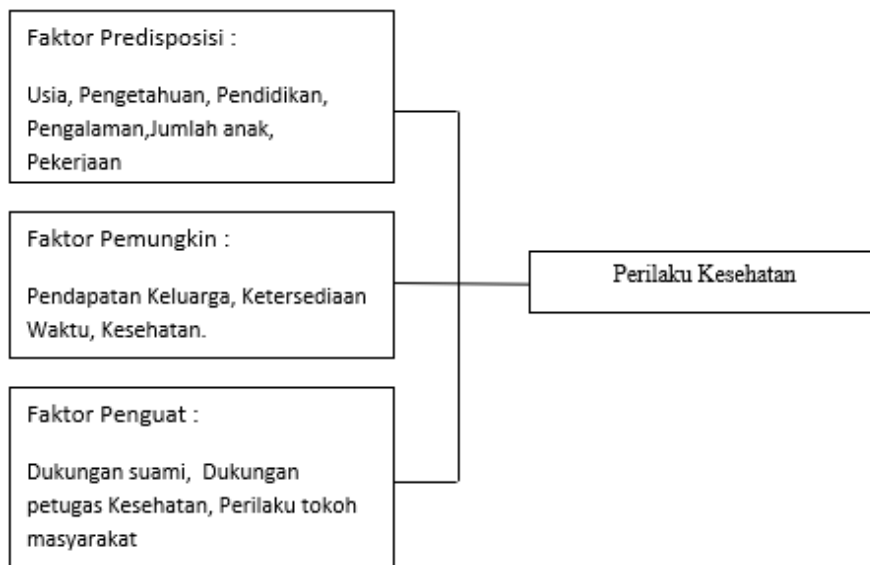 Faktor Predisposisi :
Usia, Pengetahuan, Pendidikan,
Pengalaman,Jumlah anak,
Pekerjaan
Faktor Pemungkin :
Pendapatan Keluarga, Ketersediaan
Waktu, Kesehatan.
Faktor Penguat :
Dukungan suami, Dukungan
petugas Kesehatan, Perilaku tokoh
masyarakat
Perilaku Kesehatan